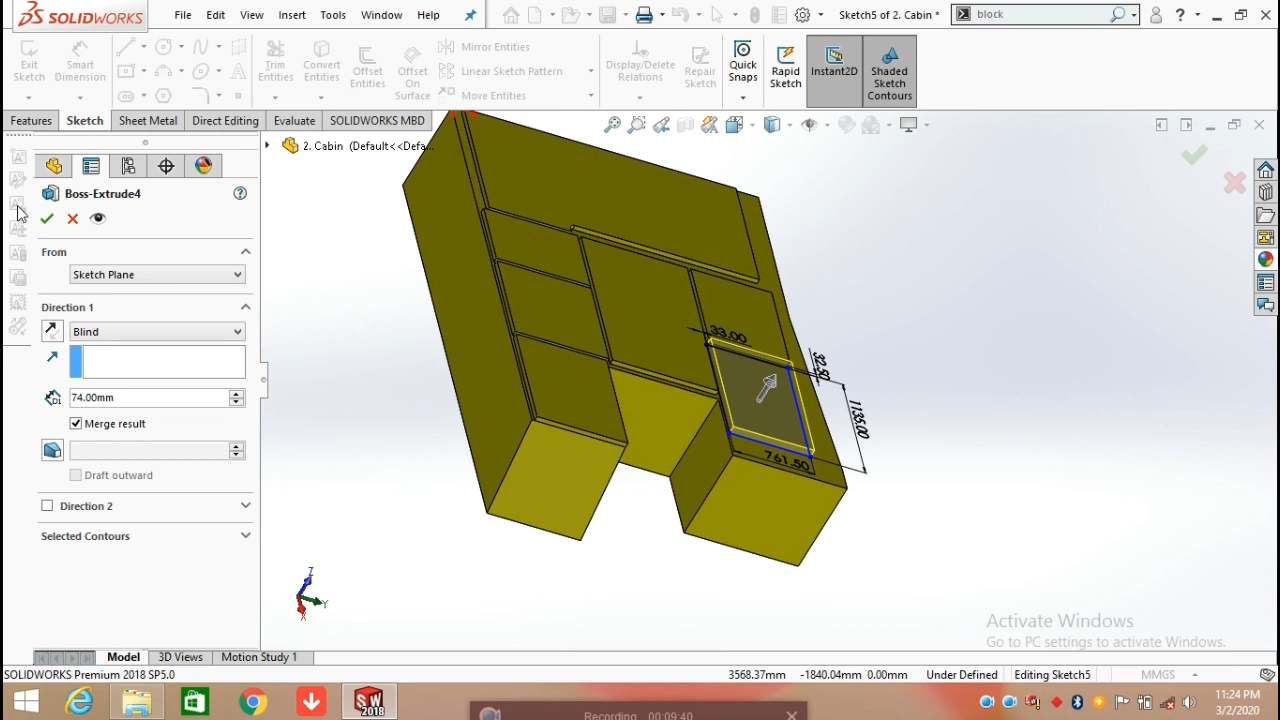 SOLIDWORKS
File Edit View Insert Tools Window Help
Sketch5 of 2. Cabin *
block
Exit Sketch
Smart Dimension
Trim Entities
Convert Entities
Offset Entities
Offset On Surface
Mirror Entities
Linear Sketch Pattern
Move Entities
Display/Delete Relations
Repair Sketch
Quick Snaps
Rapid Sketch
Instant2D
Shaded Sketch Contours
Features Sketch Sheet Metal Direct Editing Evaluate SOLIDWORKS MBD
2. Cabin (Default<<Defa...
Boss-Extrude4
From
Sketch Plane
Direction 1
Blind
74.00mm
Merge result
Draft outward
Direction 2
Selected Contours
33.00
32.50
1135.00
761.50
Z
Y
X
Activate Windows
Go to PC settings to activate Windows.
Model 3D Views Motion Study 1
SOLIDWORKS Premium 2018 SP5.0
3568.37mm -1840.04mm 0.00mm Under Defined Editing Sketch5 MMGS
SW 2018
Recording 00:09:40
11:24 PM
3/2/2020